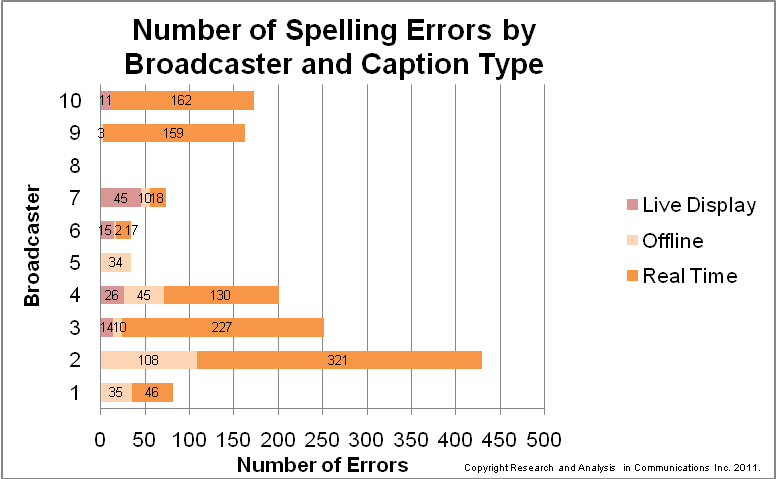 Number of Spelling Errors by
Broadcaster and Caption Type
10 11 162
9 3 159
8
7 45 10 18
6 15 2 17
5 34
4 26 45 130
3 14 10 227
2 108 321
1 35 46
0 50 100 150 200 250 300 350 400 450 500
Broadcaster
Number of Errors
Live Display
Offline
Real Time
Copyright Research and Analysis in Communications Inc. 2011.